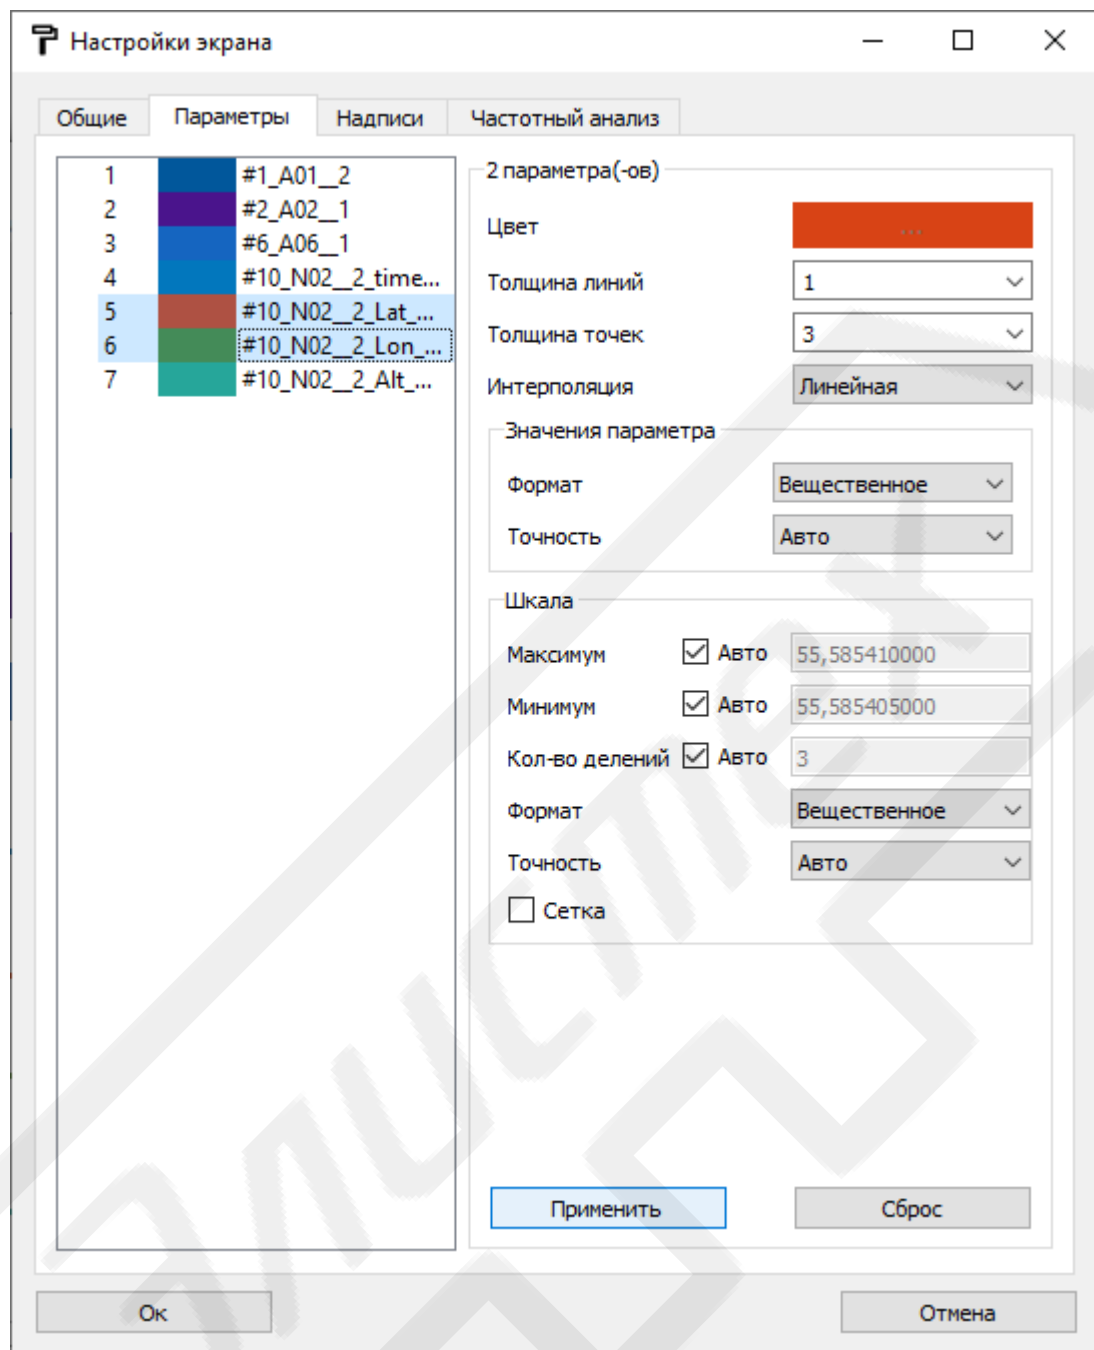 Настройки экрана
Общие Параметры Надписи Частотный анализ
1 #1_A01__2
2 #2_A02__1
3 #6_A06__1
4 #10_N02__2_time...
5 #10_N02__2_Lat_...
6 #10_N02__2_Lon_...
7 #10_N02__2_Alt_...
2 параметра(-ов)
Цвет ...
Толщина линий 1
Толщина точек 3
Интерполяция Линейная
Значения параметра
Формат Вещественное
Точность Авто
Шкала
Максимум Авто 55,585410000
Минимум Авто 55,585405000
Кол-во делений Авто 3
Формат Вещественное
Точность Авто
Сетка
Применить Сброс
Ок Отмена